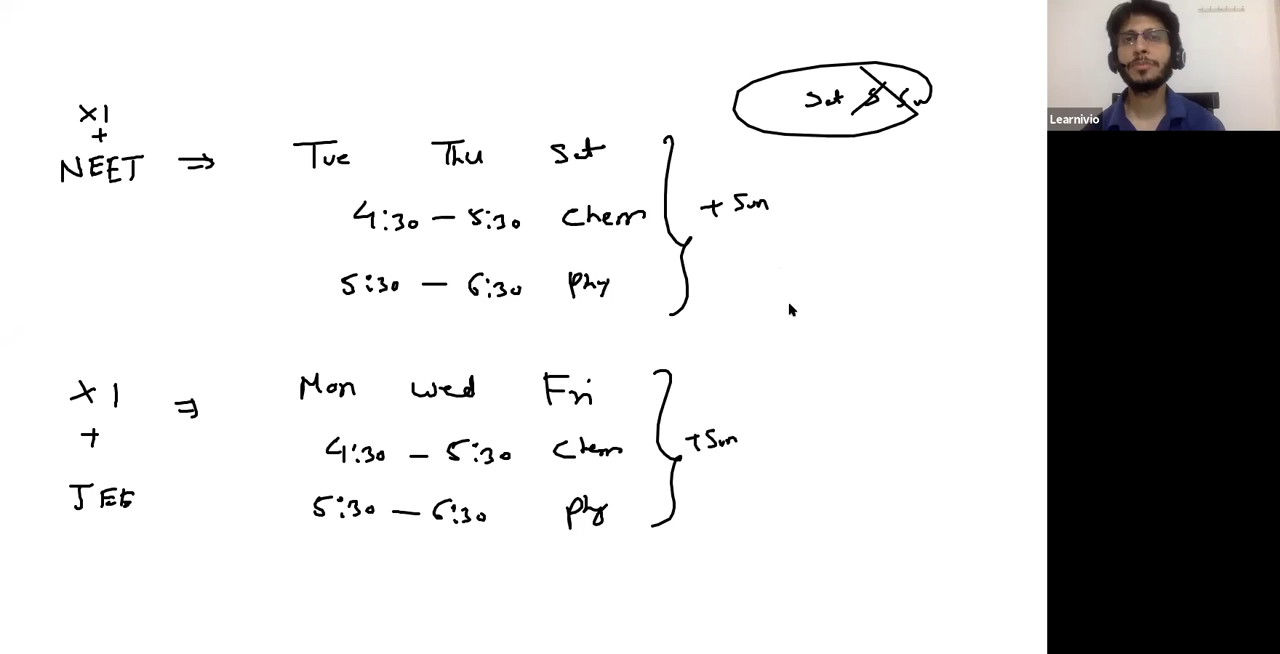 Sat & Sun
XI
+
NEET ⇒ Tue Thu Sat
4:30 — 5:30 Chem
+ Sun
5:30 — 6:30 Phy
XI ⇒ Mon Wed Fri
+
4:30 — 5:30 Chem
+ Sun
JEE
5:30 — 6:30 Phy
Learnivio